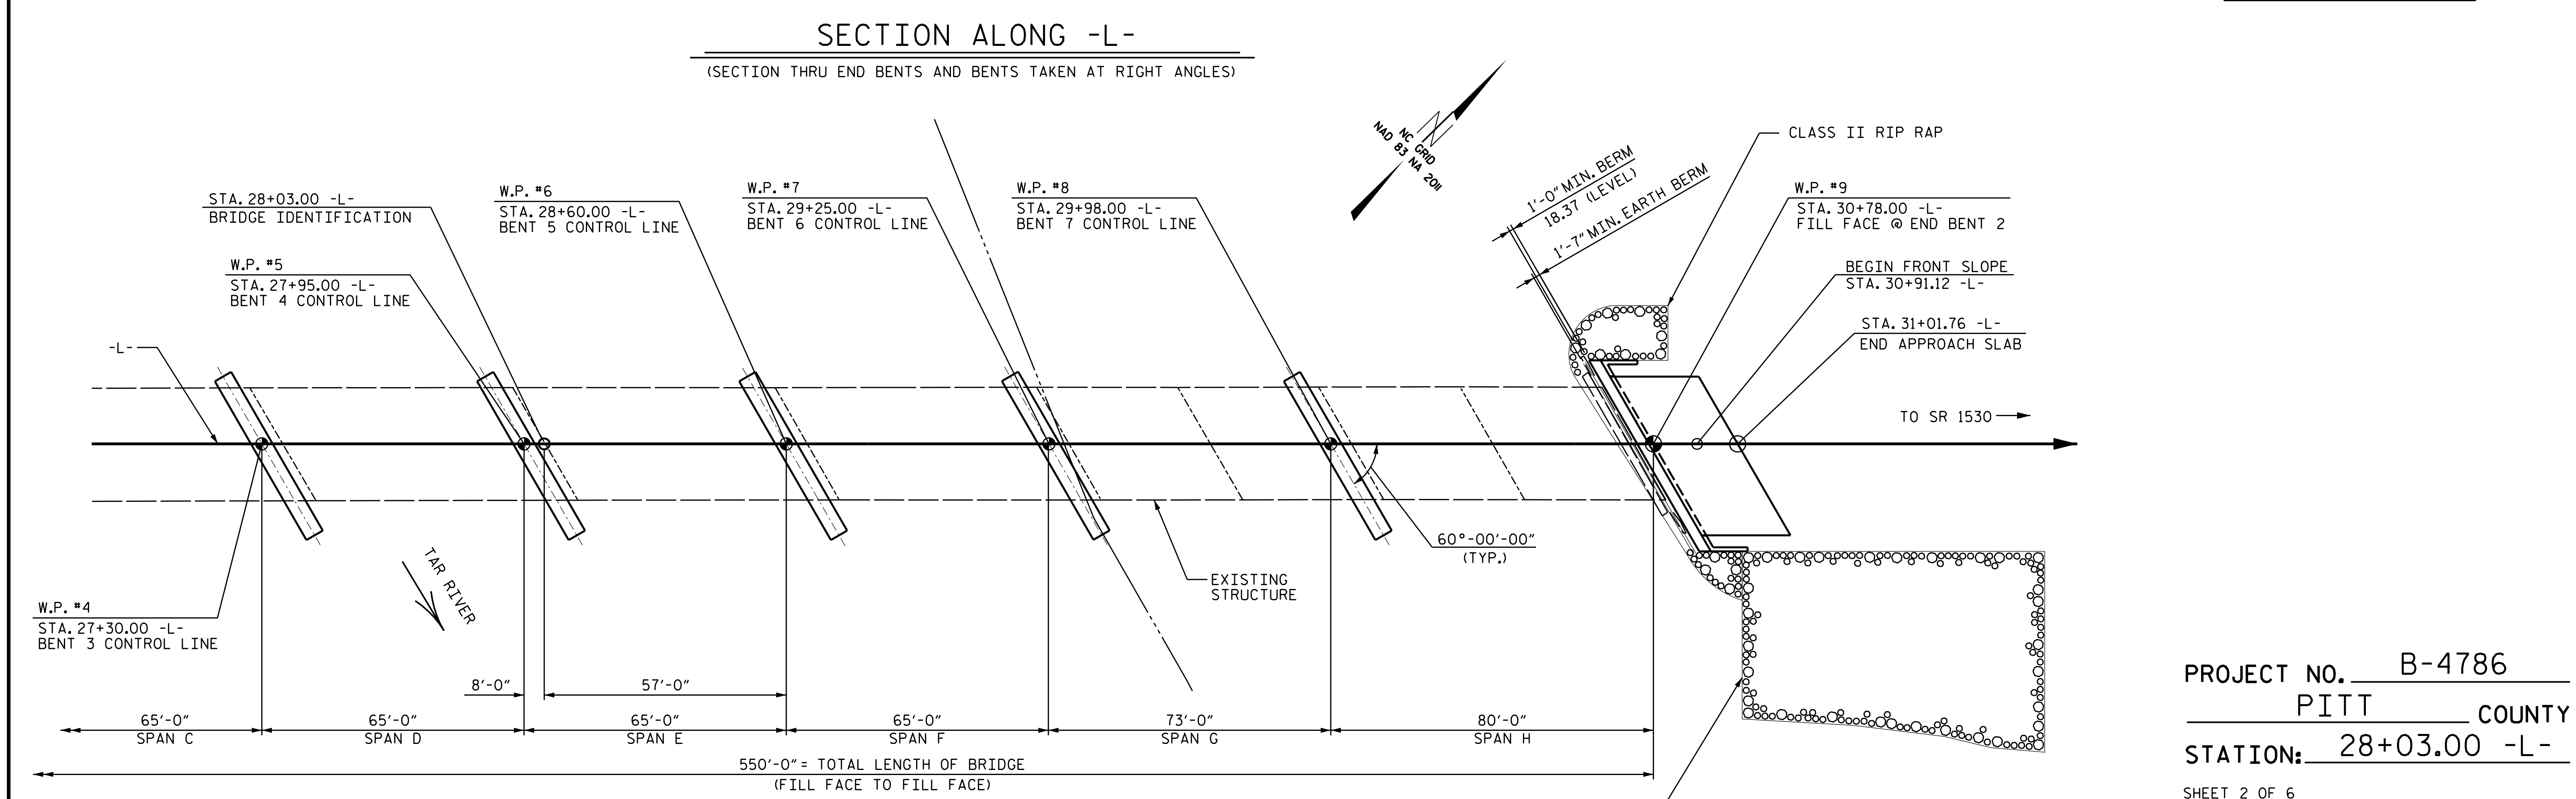 SECTION ALONG -L-
(SECTION THRU END BENTS AND BENTS TAKEN AT RIGHT ANGLES)
NC GRID
NAD 83 NA 2011
1'-0" MIN. BERM
18.37 (LEVEL)
1'-7" MIN. EARTH BERM
CLASS II RIP RAP
STA. 28+03.00 -L-
BRIDGE IDENTIFICATION
W.P. #6
STA. 28+60.00 -L-
BENT 5 CONTROL LINE
W.P. #7
STA. 29+25.00 -L-
BENT 6 CONTROL LINE
W.P. #8
STA. 29+98.00 -L-
BENT 7 CONTROL LINE
W.P. #9
STA. 30+78.00 -L-
FILL FACE @ END BENT 2
W.P. #5
STA. 27+95.00 -L-
BENT 4 CONTROL LINE
BEGIN FRONT SLOPE
STA. 30+91.12 -L-
STA. 31+01.76 -L-
END APPROACH SLAB
-L-
TO SR 1530
60°-00'-00"
(TYP.)
TAR RIVER
EXISTING
STRUCTURE
W.P. #4
STA. 27+30.00 -L-
BENT 3 CONTROL LINE
8'-0"
57'-0"
65'-0"
SPAN C
65'-0"
SPAN D
65'-0"
SPAN E
65'-0"
SPAN F
73'-0"
SPAN G
80'-0"
SPAN H
550'-0" = TOTAL LENGTH OF BRIDGE
(FILL FACE TO FILL FACE)
PROJECT NO. B-4786
PITT COUNTY
STATION: 28+03.00 -L-
SHEET 2 OF 6